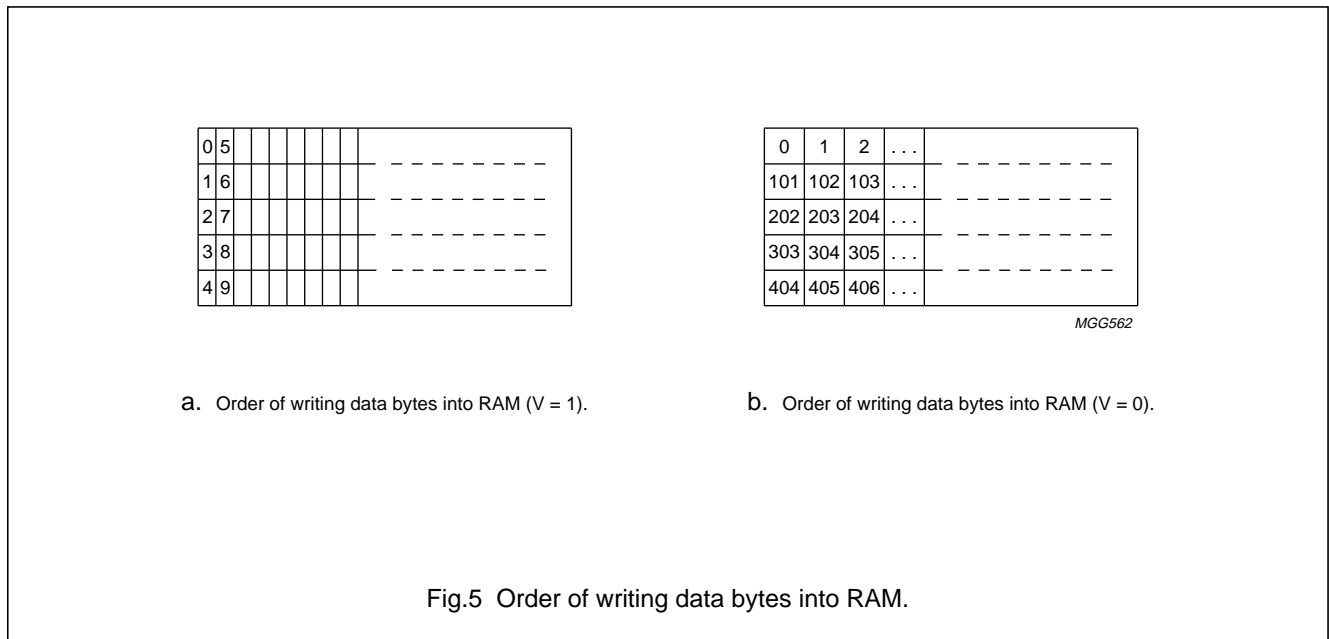 0 5
1 6
2 7
3 8
4 9
0 1 2 . . .
101 102 103 . . .
202 203 204 . . .
303 304 305 . . .
404 405 406 . . .
MGG562
a. Order of writing data bytes into RAM (V = 1).
b. Order of writing data bytes into RAM (V = 0).
Fig.5 Order of writing data bytes into RAM.